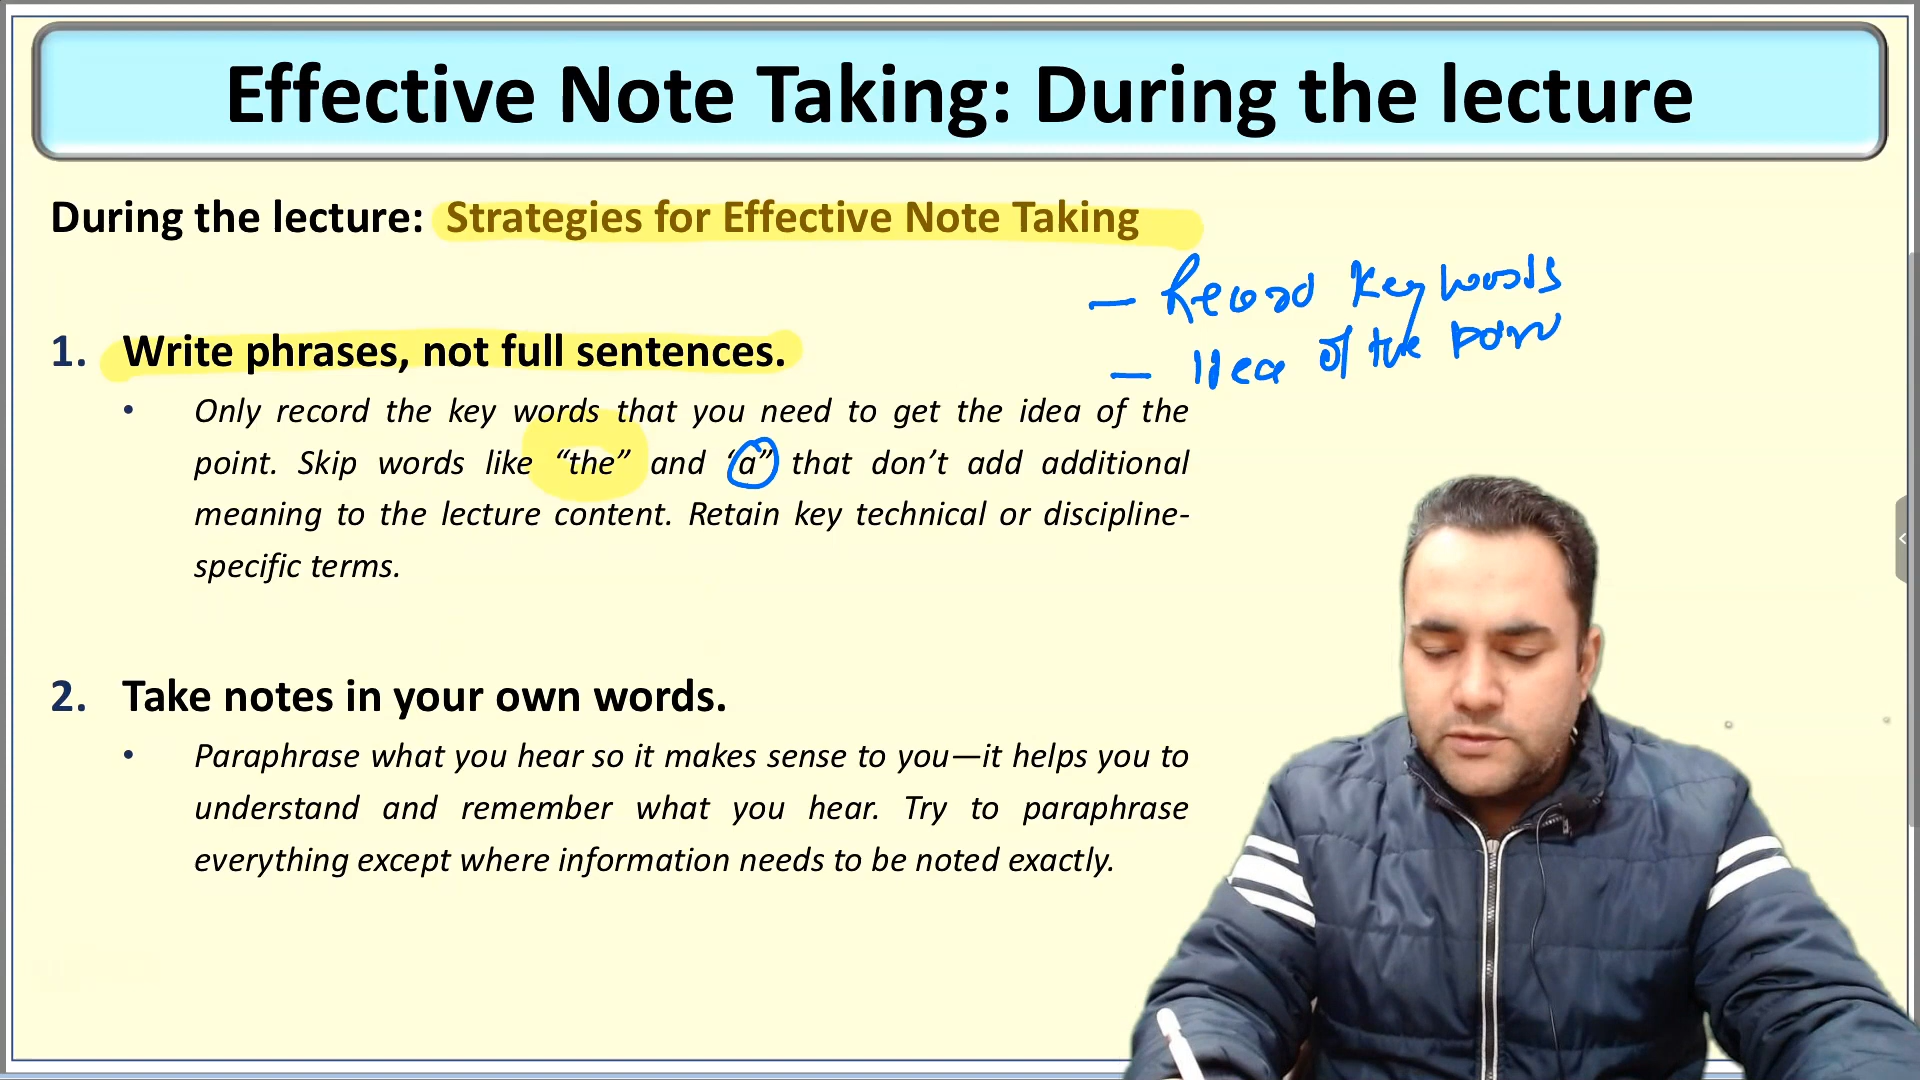 Effective Note Taking: During the lecture
During the lecture: Strategies for Effective Note Taking
— Record key words
— Idea of the
1. Write phrases, not full sentences.
• Only record the key words that you need to get the idea of the
point. Skip words like “the” and “a” that don’t add additional
meaning to the lecture content. Retain key technical or discipline-
specific terms.
2. Take notes in your own words.
• Paraphrase what you hear so it makes sense to you—it helps you to
understand and remember what you hear. Try to paraphrase
everything except where information needs to be noted exactly.